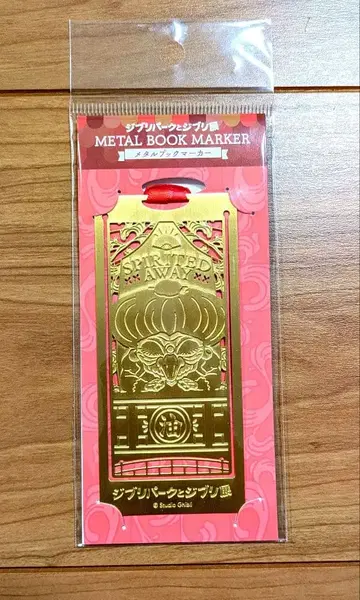 ジブリパークとジブリ展
METAL BOOK MARKER
メタルブックマーカー
SPIRITED
AWAY
油
ジブリパークとジブリ展
© Studio Ghibli